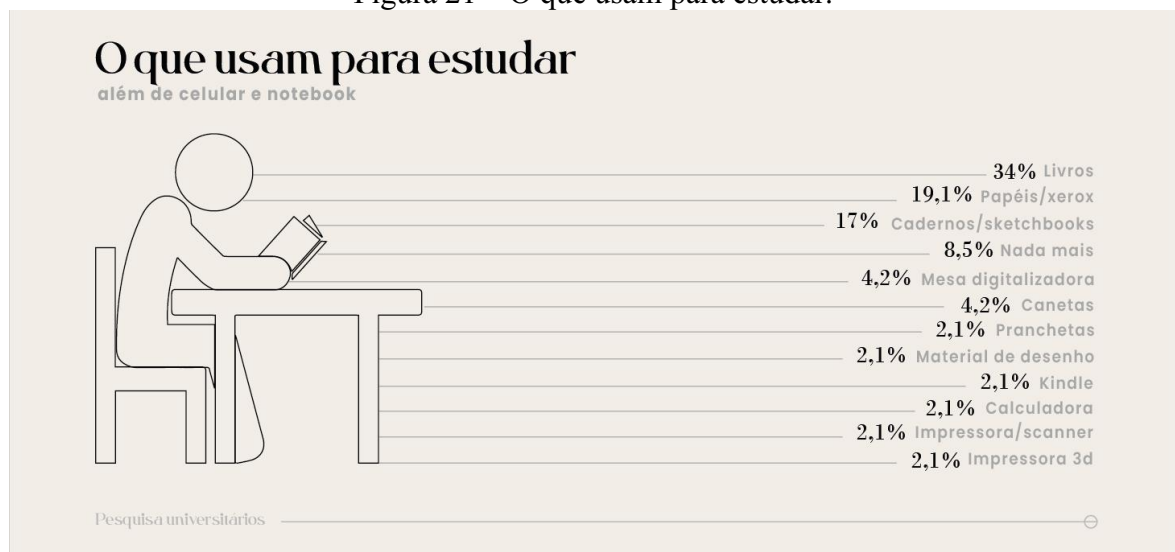 Figura 21 – O que usam para estudar.
O que usam para estudar
além de celular e notebook
34% Livros
19,1% Papéis/xerox
17% Cadernos/sketchbooks
8,5% Nada mais
4,2% Mesa digitalizadora
4,2% Canetas
2,1% Pranchetas
2,1% Material de desenho
2,1% Kindle
2,1% Calculadora
2,1% Impressora/scanner
2,1% Impressora 3d
Pesquisa universitários